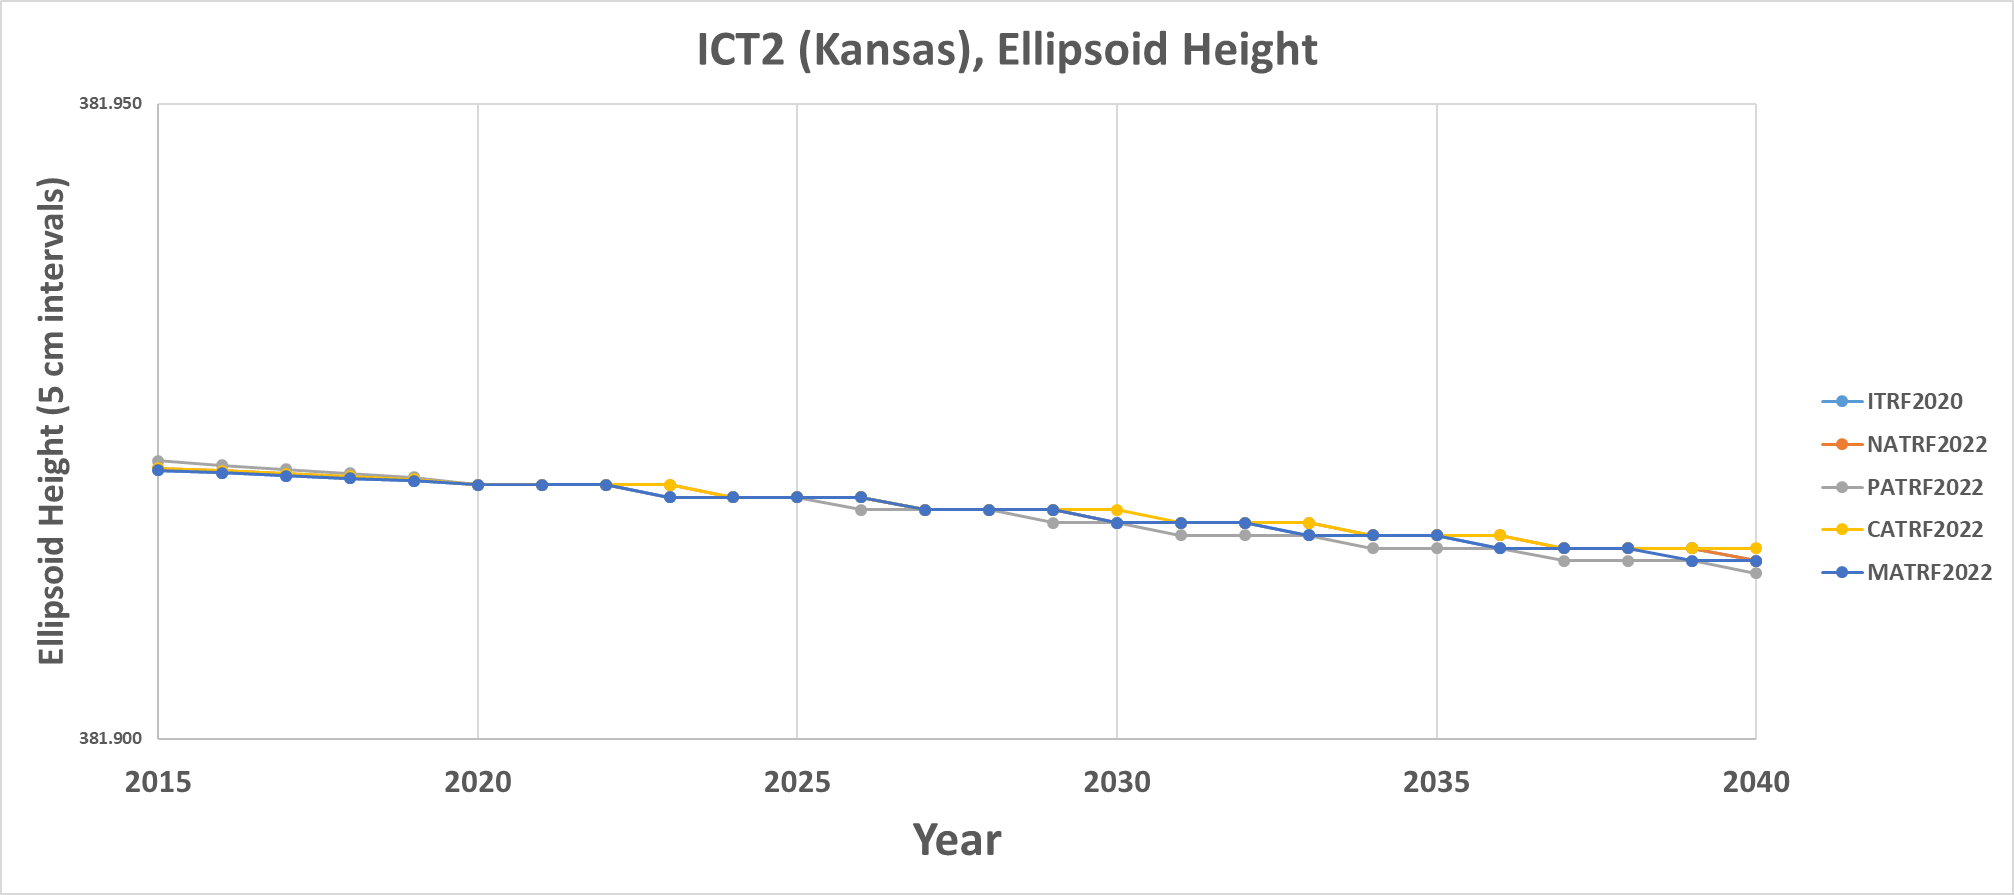 ICT2 (Kansas), Ellipsoid Height
381.950
Ellipsoid Height (5 cm intervals)
ITRF2020
NATRF2022
PATRF2022
CATRF2022
MATRF2022
381.900
2015 2020 2025 2030 2035 2040
Year